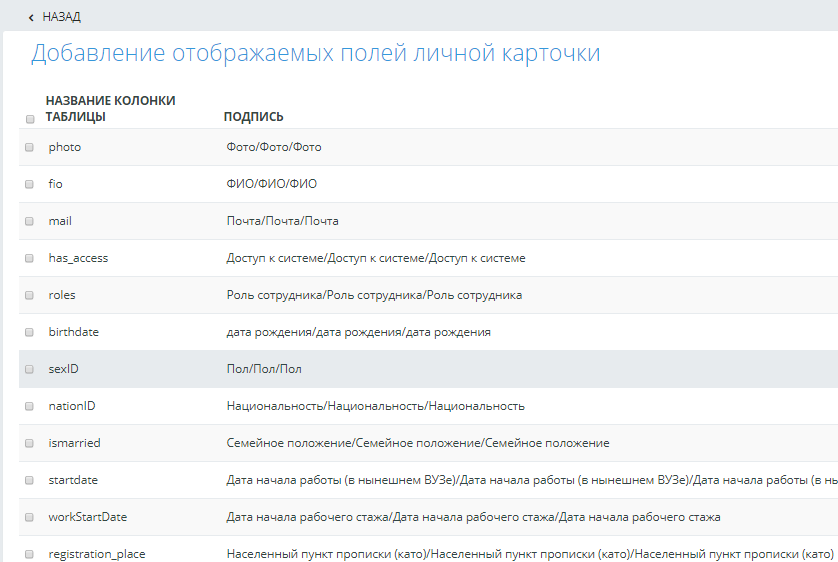 НАЗАД
Добавление отображаемых полей личной карточки
НАЗВАНИЕ КОЛОНКИ ТАБЛИЦЫ ПОДПИСЬ
photo Фото/Фото/Фото
fio ФИО/ФИО/ФИО
mail Почта/Почта/Почта
has_access Доступ к системе/Доступ к системе/Доступ к системе
roles Роль сотрудника/Роль сотрудника/Роль сотрудника
birthdate дата рождения/дата рождения/дата рождения
sexID Пол/Пол/Пол
nationID Национальность/Национальность/Национальность
ismarried Семейное положение/Семейное положение/Семейное положение
startdate Дата начала работы (в нынешнем ВУЗе)/Дата начала работы (в нынешнем ВУЗе)/Дата начала работы (в ны
workStartDate Дата начала рабочего стажа/Дата начала рабочего стажа/Дата начала рабочего стажа
registration_place Населенный пункт прописки (като)/Населенный пункт прописки (като)/Населенный пункт прописки (като)